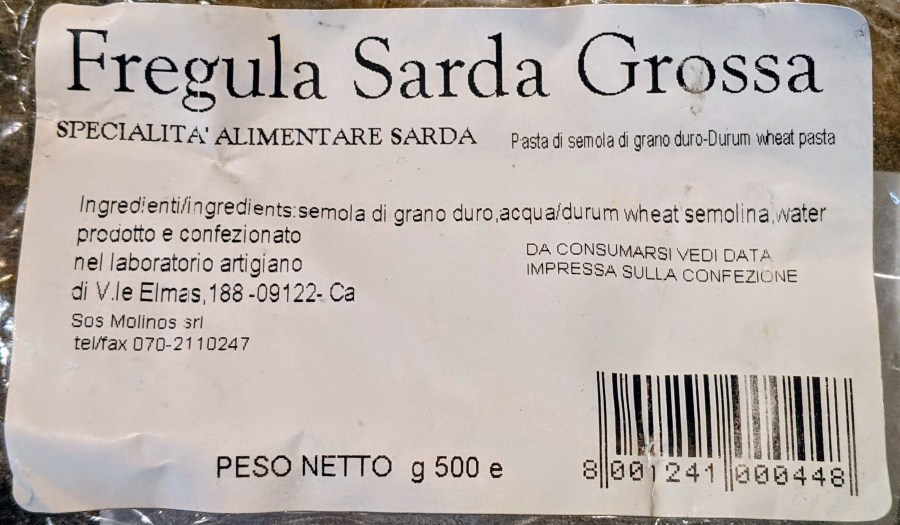 Fregula Sarda Grossa
SPECIALITA' ALIMENTARE SARDA
Pasta di semola di grano duro-Durum wheat pasta
Ingredienti/ingredients:semola di grano duro,acqua/durum wheat semolina,water
prodotto e confezionato
nel laboratorio artigiano
di V.le Elmas,188 -09122- Ca
Sos Molinos srl
tel/fax 070-2110247
DA CONSUMARSI VEDI DATA
IMPRESSA SULLA CONFEZIONE
PESO NETTO g 500 e
8 001241 000448